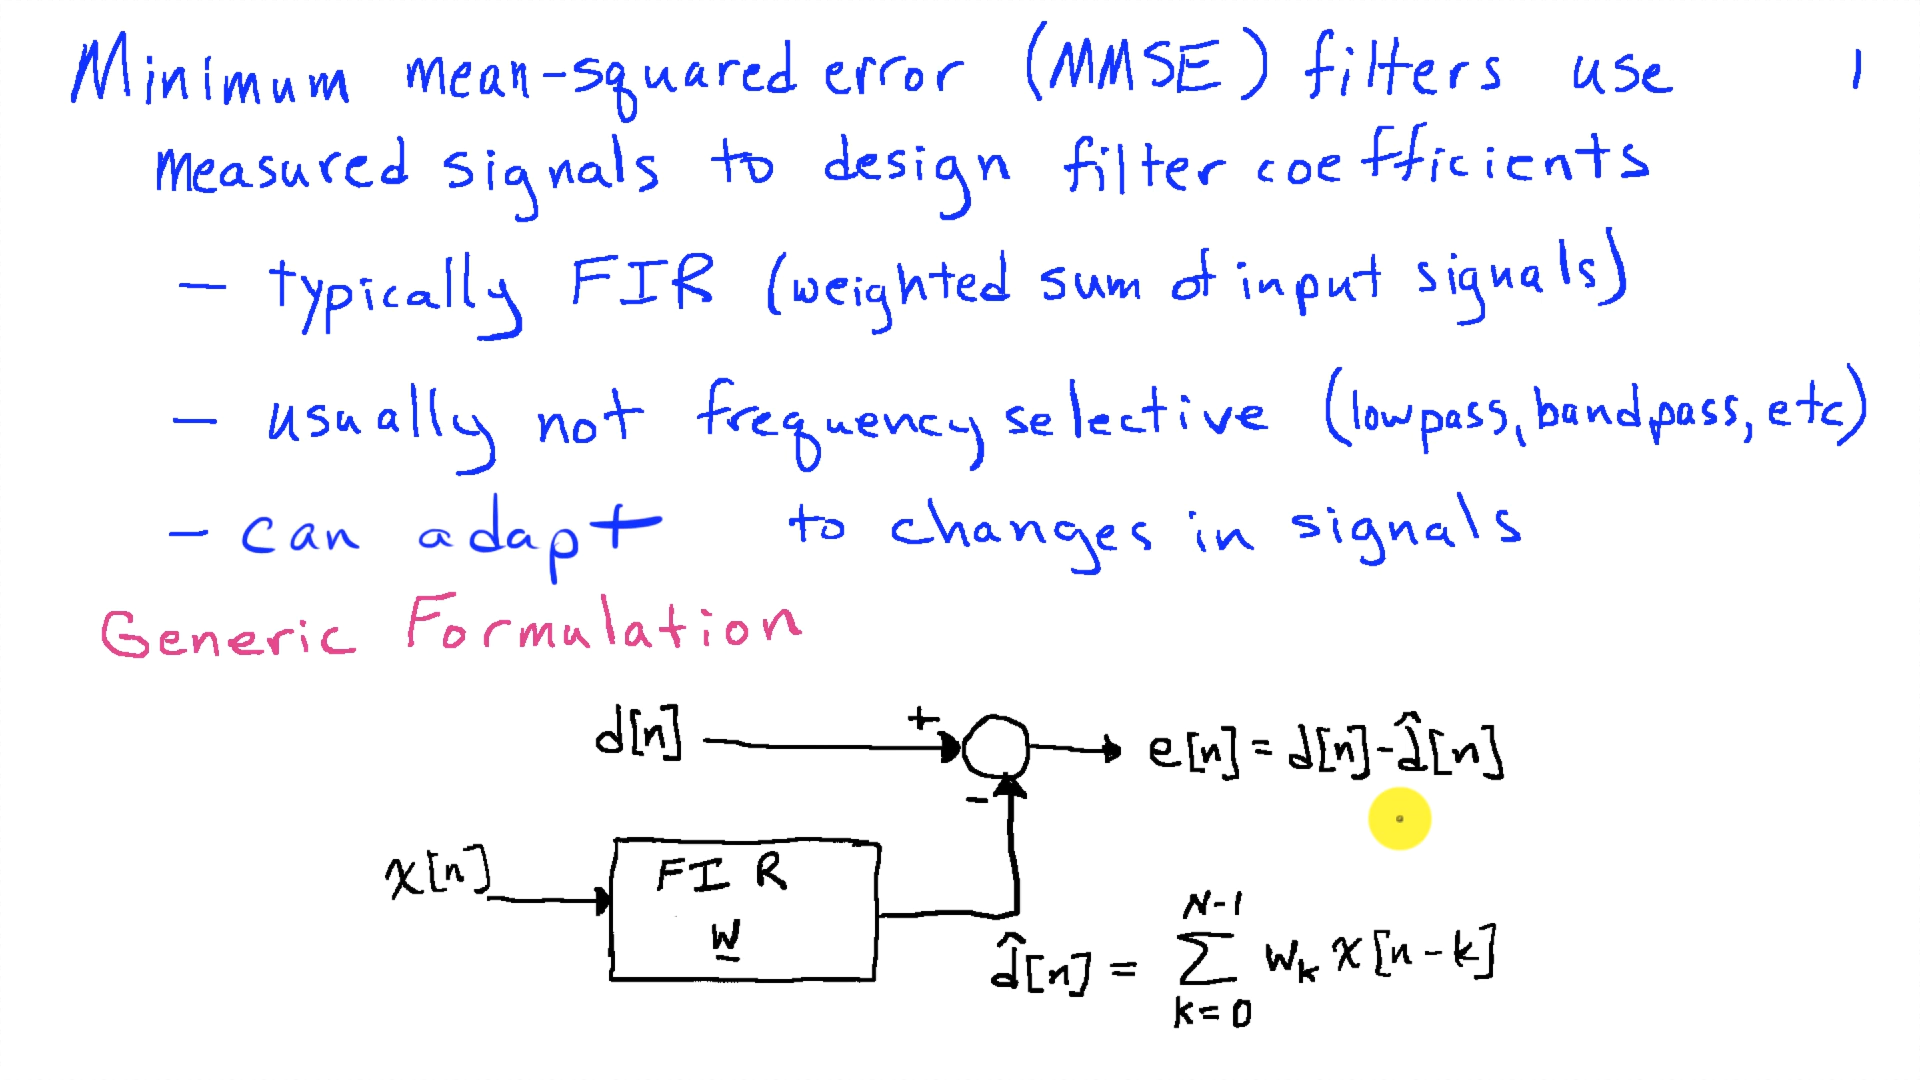 Minimum mean-squared error (MMSE) filters use 1
measured signals to design filter coefficients
- typically FIR (weighted sum of input signals)
- usually not frequency selective (lowpass, bandpass, etc)
- can adapt to changes in signals
Generic Formulation
d[n] + e[n] = d[n] - d̂[n]
-
x[n] FIR
w̲
d̂[n] = ∑_{k=0}^{N-1} w_k x[n-k]